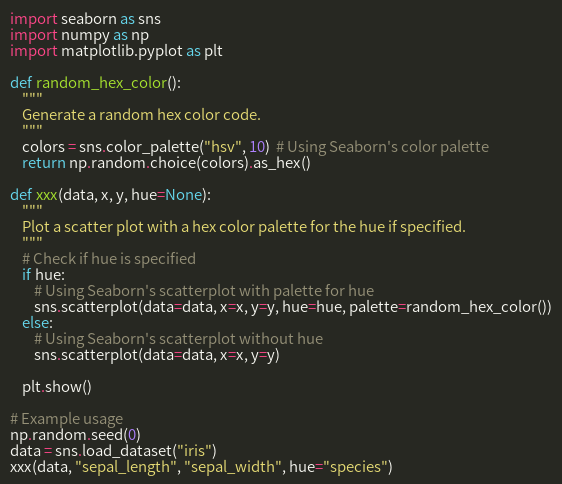 import seaborn as sns
import numpy as np
import matplotlib.pyplot as plt

def random_hex_color():
    """
    Generate a random hex color code.
    """
    colors = sns.color_palette("hsv", 10)  # Using Seaborn's color palette
    return np.random.choice(colors).as_hex()

def xxx(data, x, y, hue=None):
    """
    Plot a scatter plot with a hex color palette for the hue if specified.
    """
    # Check if hue is specified
    if hue:
        # Using Seaborn's scatterplot with palette for hue
        sns.scatterplot(data=data, x=x, y=y, hue=hue, palette=random_hex_color())
    else:
        # Using Seaborn's scatterplot without hue
        sns.scatterplot(data=data, x=x, y=y)

    plt.show()

# Example usage
np.random.seed(0)
data = sns.load_dataset("iris")
xxx(data, "sepal_length", "sepal_width", hue="species")